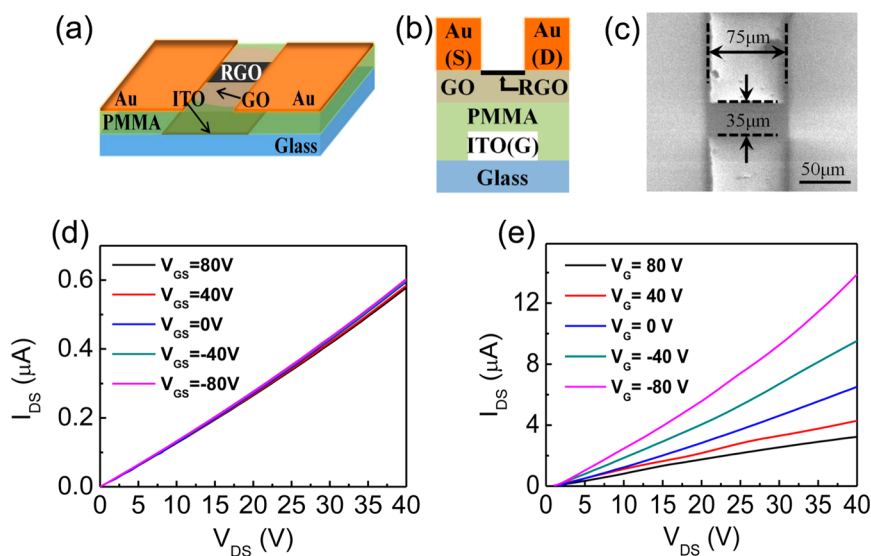 (a)
RGO
ITO
GO
Au
Au
PMMA
Glass
(b)
Au
(S)
Au
(D)
GO
RGO
PMMA
ITO(G)
Glass
(c)
75μm
35μm
50μm
(d)
V_GS=80V
V_GS=40V
V_GS=0V
V_GS=-40V
V_GS=-80V
I_DS (μA)
0.6
0.4
0.2
0.0
0 5 10 15 20 25 30 35 40
V_DS (V)
(e)
V_G= 80 V
V_G= 40 V
V_G= 0 V
V_G= -40 V
V_G= -80 V
I_DS (μA)
12
8
4
0
0 5 10 15 20 25 30 35 40
V_DS (V)